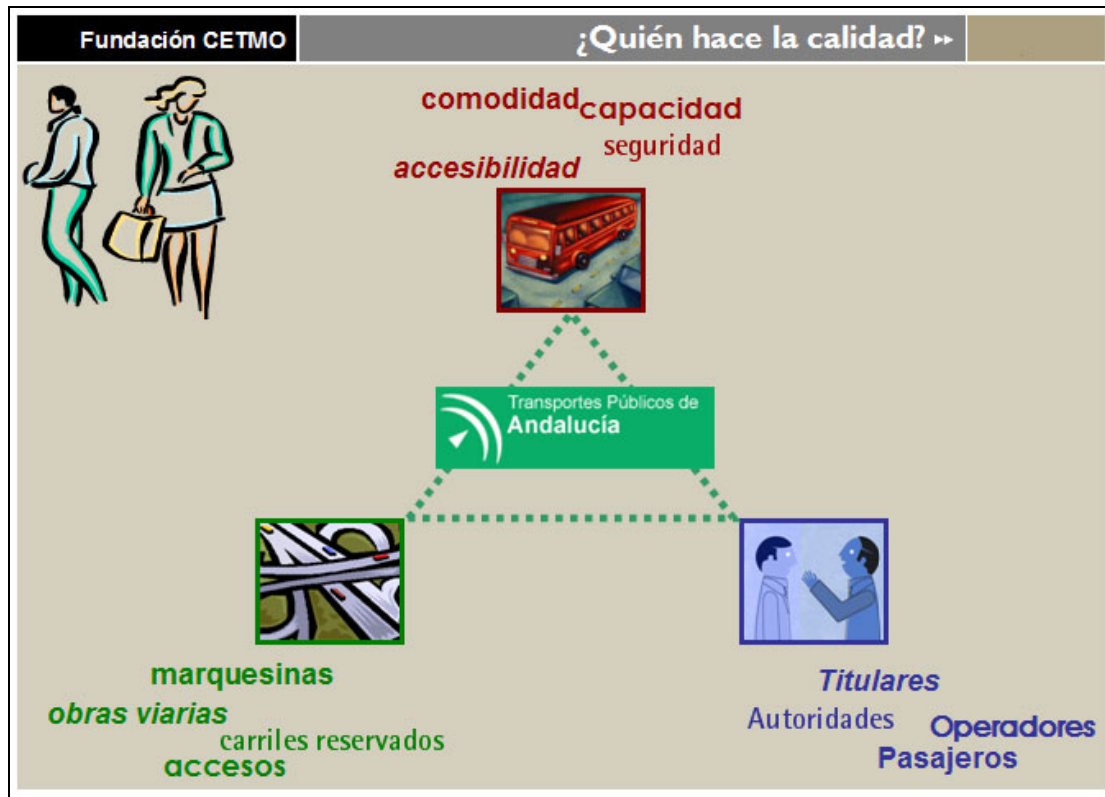 Fundación CETMO
¿Quién hace la calidad?
comodidad
capacidad
seguridad
accesibilidad
Transportes Públicos de
Andalucía
marquesinas
obras viarias
carriles reservados
accesos
Titulares
Autoridades
Operadores
Pasajeros